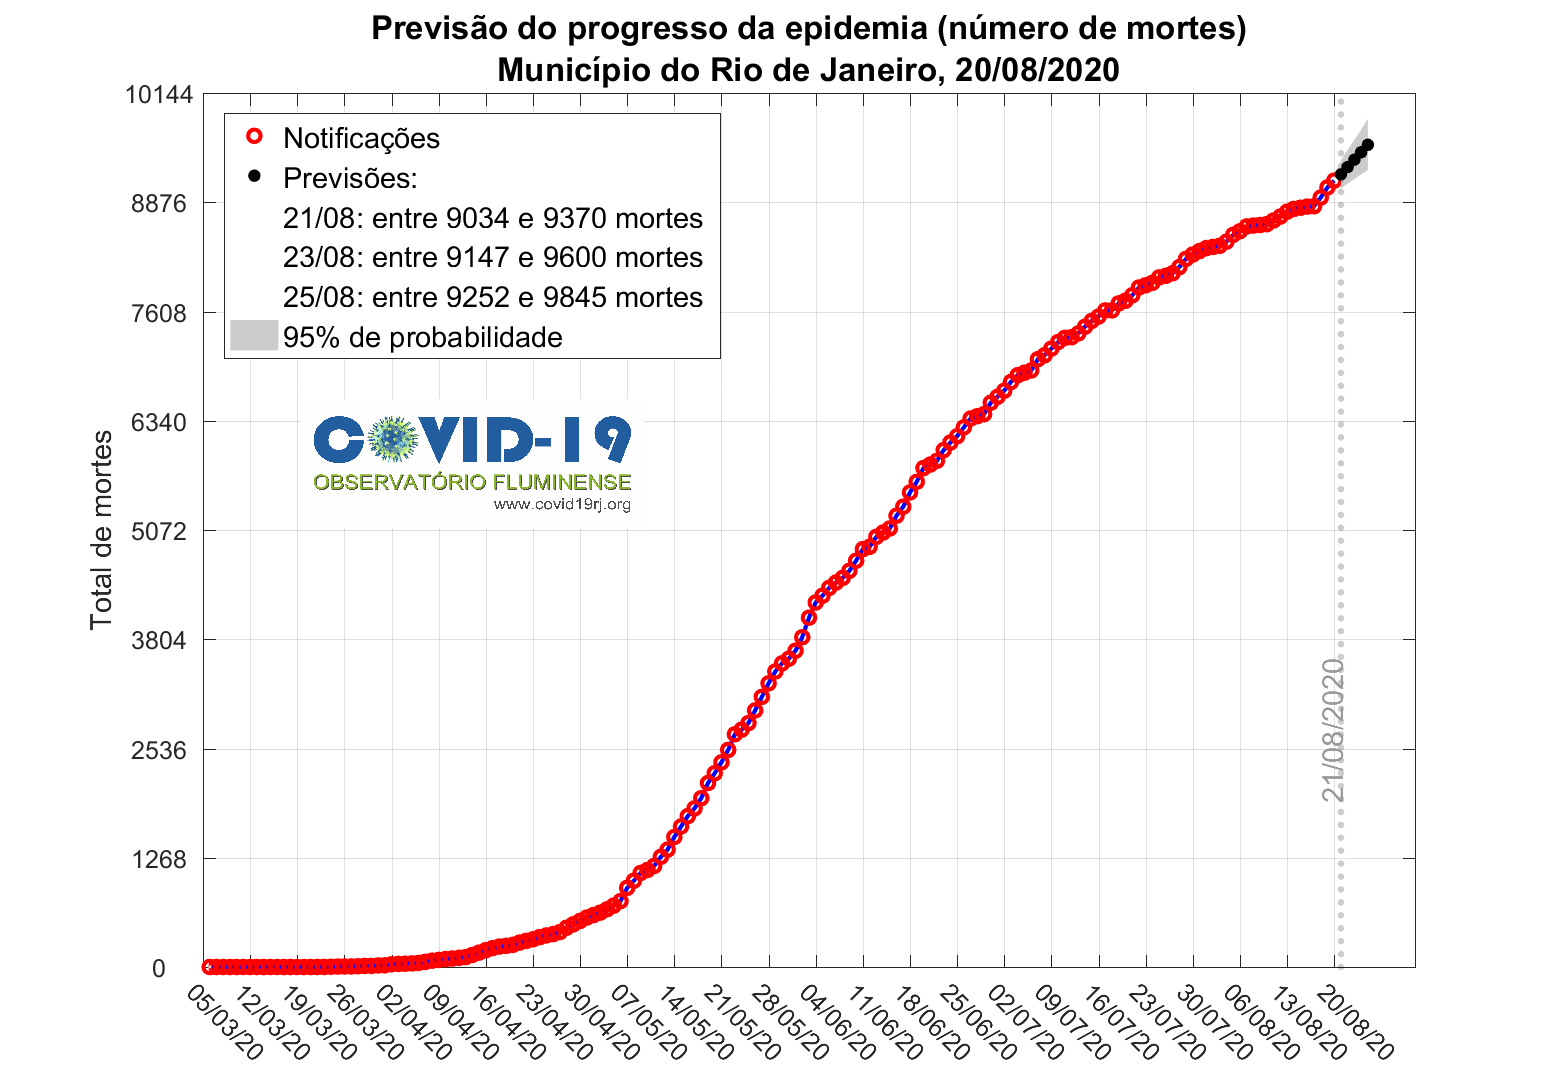 Previsão do progresso da epidemia (número de mortes)
Município do Rio de Janeiro, 20/08/2020
Notificações
Previsões:
21/08: entre 9034 e 9370 mortes
23/08: entre 9147 e 9600 mortes
25/08: entre 9252 e 9845 mortes
95% de probabilidade
COVID-19
OBSERVATÓRIO FLUMINENSE
www.covid19rj.org
Total de mortes
10144
8876
7608
6340
5072
3804
2536
1268
0
21/08/2020
05/03/20
12/03/20
19/03/20
26/03/20
02/04/20
09/04/20
16/04/20
23/04/20
30/04/20
07/05/20
14/05/20
21/05/20
28/05/20
04/06/20
11/06/20
18/06/20
25/06/20
02/07/20
09/07/20
16/07/20
23/07/20
30/07/20
06/08/20
13/08/20
20/08/20